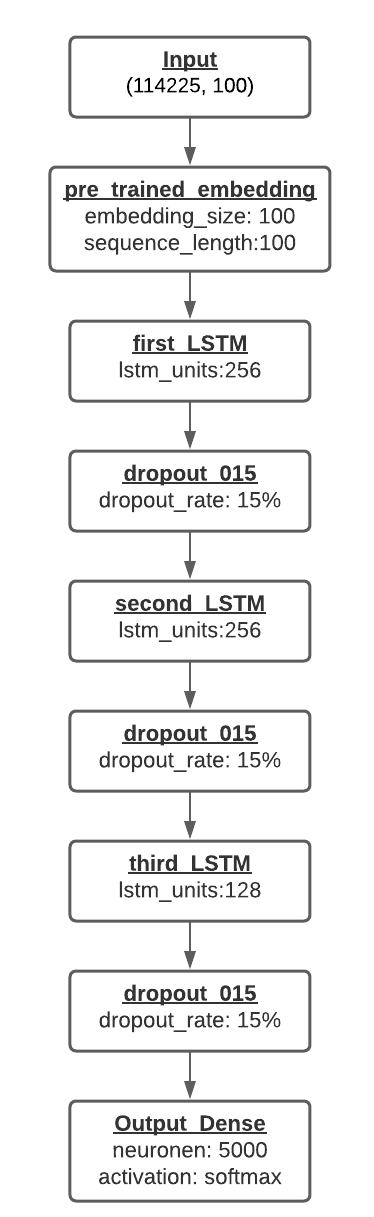 Input
(114225, 100)
pre_trained_embedding
embedding_size: 100
sequence_length:100
first_LSTM
lstm_units:256
dropout_015
dropout_rate: 15%
second_LSTM
lstm_units:256
dropout_015
dropout_rate: 15%
third_LSTM
lstm_units:128
dropout_015
dropout_rate: 15%
Output_Dense
neuronen: 5000
activation: softmax